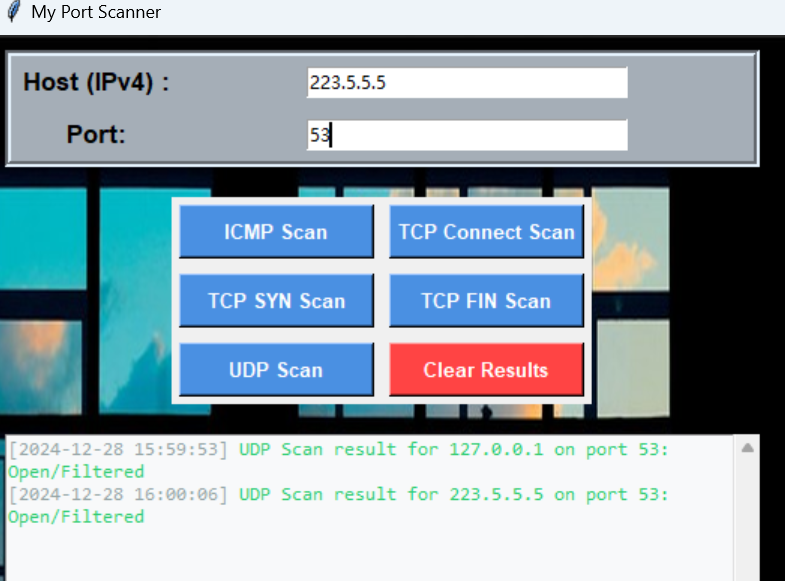 My Port Scanner
Host (IPv4) :
223.5.5.5
Port:
53
ICMP Scan
TCP Connect Scan
TCP SYN Scan
TCP FIN Scan
UDP Scan
Clear Results
[2024-12-28 15:59:53] UDP Scan result for 127.0.0.1 on port 53:
Open/Filtered
[2024-12-28 16:00:06] UDP Scan result for 223.5.5.5 on port 53:
Open/Filtered